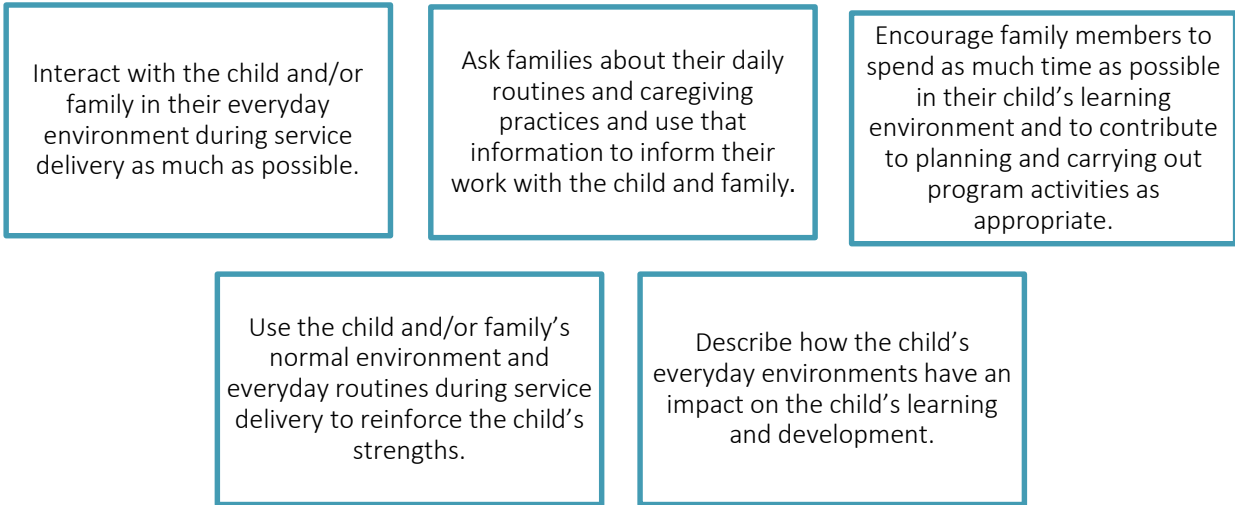 Interact with the child and/or
family in their everyday
environment during service
delivery as much as possible.
Ask families about their daily
routines and caregiving
practices and use that
information to inform their
work with the child and family.
Encourage family members to
spend as much time as possible
in their child’s learning
environment and to contribute
to planning and carrying out
program activities as
appropriate.
Use the child and/or family’s
normal environment and
everyday routines during service
delivery to reinforce the child’s
strengths.
Describe how the child’s
everyday environments have an
impact on the child’s learning
and development.